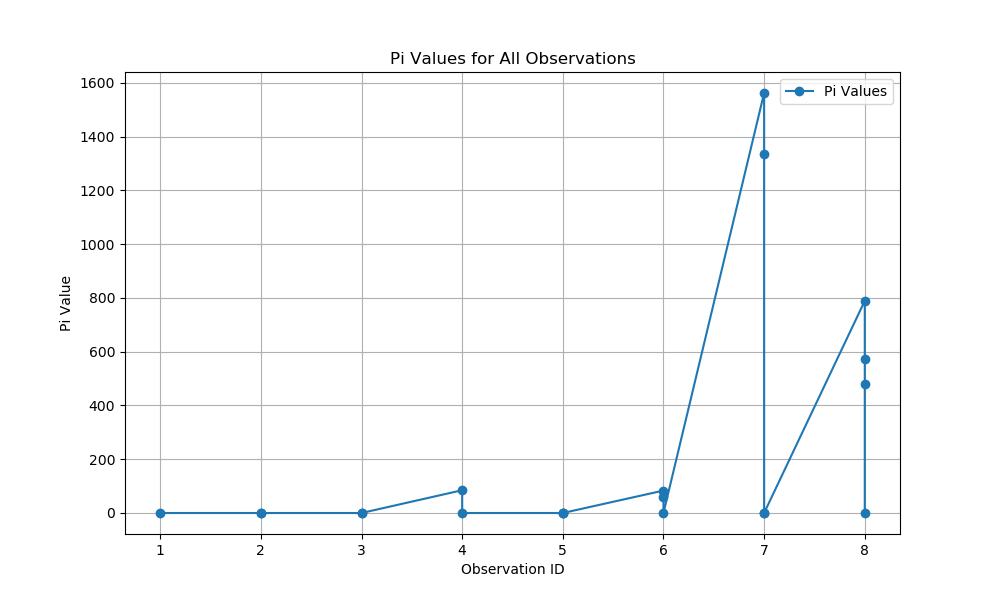 Pi Values for All Observations
Pi Values
1600
1400
1200
1000
800
600
400
200
0
Pi Value
1 2 3 4 5 6 7 8
Observation ID